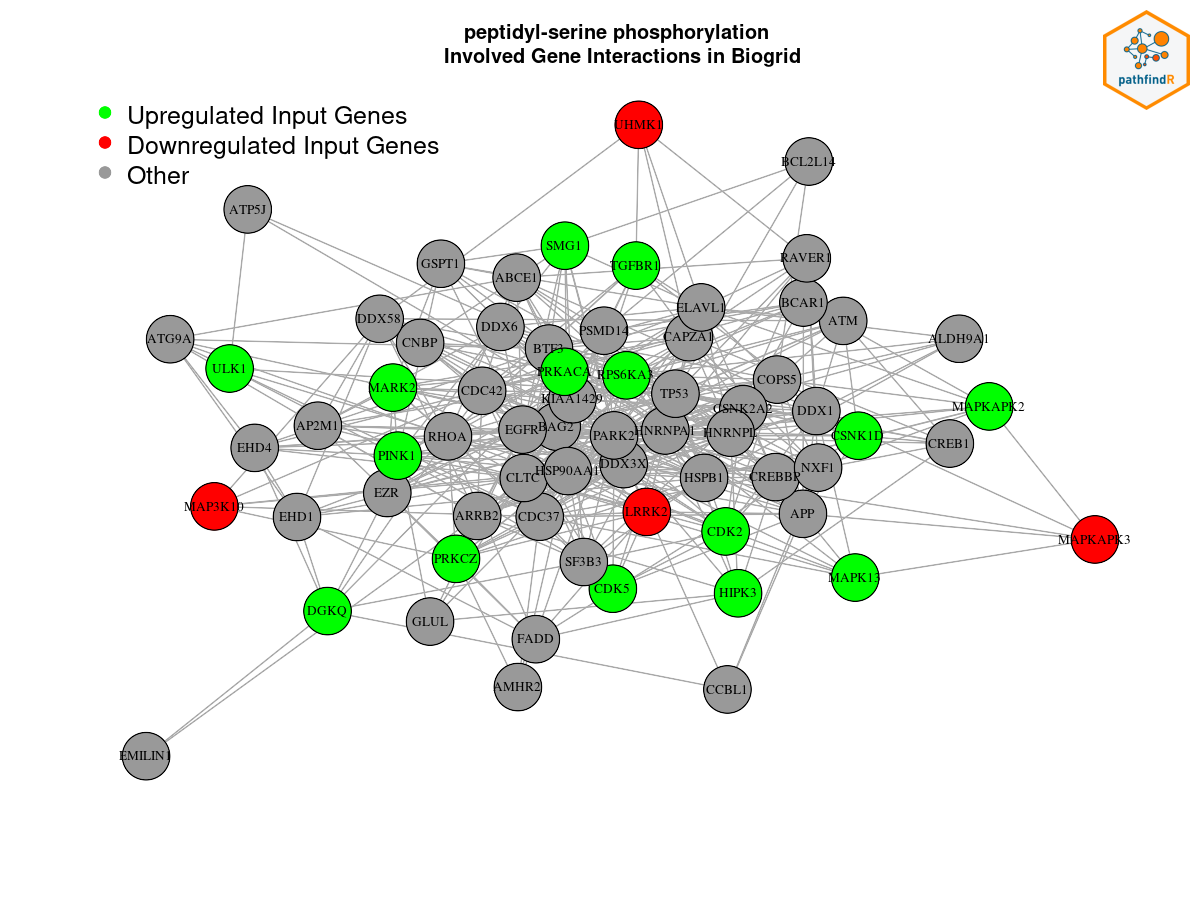 peptidyl-serine phosphorylation
Involved Gene Interactions in Biogrid
pathfindR
Upregulated Input Genes
Downregulated Input Genes
Other
UHMK1
BCL2L14
ATP5J
SMG1
GSPT1
TGFBR1
RAVER1
ABCE1
ELAVL1
BCAR1
DDX58
ATM
DDX6
PSMD14
CAPZA1
ATG9A
CNBP
ALDH9A1
BTF3
ULK1
PRKACA
RPS6KA3
COPS5
MARK2
CDC42
TP53
KIAA1429
CSNK2A2
MAPKAPK2
DDX1
AP2M1
BAG2
EGFR
HNRNPA1
HNRNPL
RHOA
PARK2
CSNK1D
CREB1
EHD4
PINK1
DDX3X
HSP90AA1
NXF1
CLTC
HSPB1
CREBBP
EZR
MAP3K10
LRRK2
APP
EHD1
ARRB2
CDC37
CDK2
MAPKAPK3
PRKCZ
SF3B3
MAPK13
CDK5
HIPK3
DGKQ
GLUL
FADD
AMHR2
CCBL1
EMILIN1